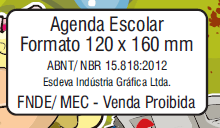 Agenda Escolar
Formato 120 x 160 mm
ABNT/ NBR 15.818:2012
Esdeva Indústria Gráfica Ltda.
FNDE/ MEC - Venda Proibida